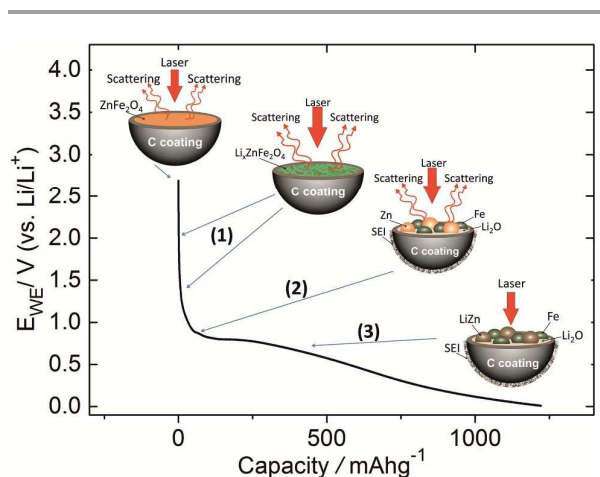 Laser
Scattering Scattering
ZnFe₂O₄
C coating
Laser
Scattering Scattering
LiₓZnFe₂O₄
C coating
Laser
Scattering Scattering
Zn Fe
SEI Li₂O
C coating
Laser
LiZn Fe
Li₂O
SEI
C coating
(1)
(2)
(3)
4.0
3.5
3.0
2.5
2.0
1.5
1.0
0.5
0.0
E_WE/ V (vs. Li/Li⁺)
0 500 750 1000 1250
Capacity / mAhg⁻¹